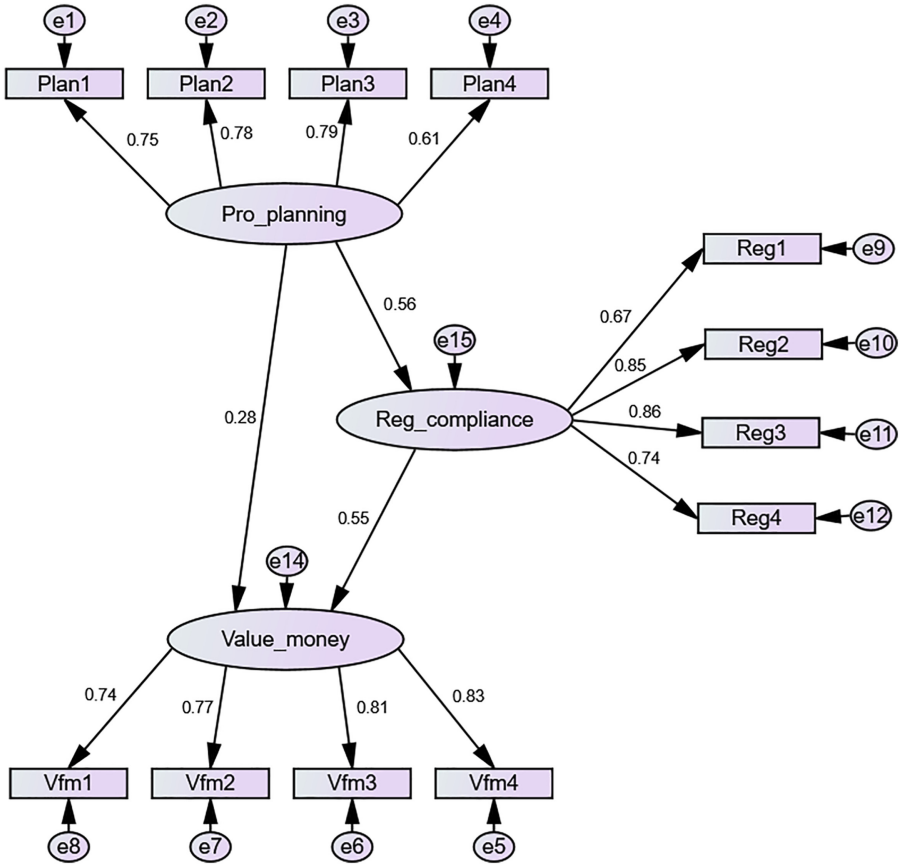 e1 e2 e3 e4
Plan1 Plan2 Plan3 Plan4
0.75 0.78 0.79 0.61
Pro_planning
Reg1 e9
0.56
0.67
e15 Reg2 e10
0.85
0.28
Reg_compliance
0.86
Reg3 e11
0.74
0.55
Reg4 e12
e14
Value_money
0.74 0.77 0.81 0.83
Vfm1 Vfm2 Vfm3 Vfm4
e8 e7 e6 e5